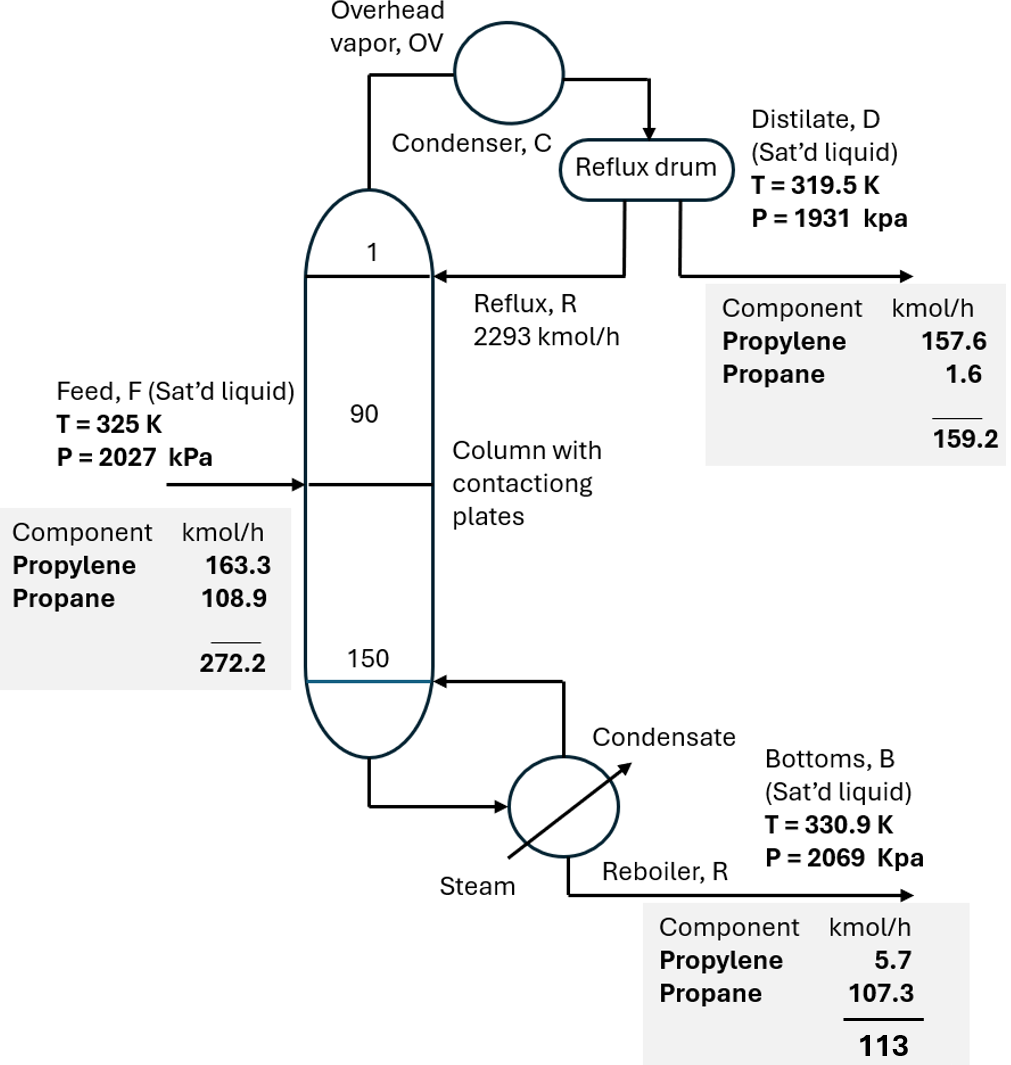 Overhead
vapor, OV
Condenser, C
Reflux drum
Distilate, D
(Sat’d liquid)
T = 319.5 K
P = 1931 kpa
1
Reflux, R
2293 kmol/h
Component kmol/h
Propylene 157.6
Propane 1.6
159.2
Feed, F (Sat’d liquid)
T = 325 K
P = 2027 kPa
90
Column with
contactiong
plates
Component kmol/h
Propylene 163.3
Propane 108.9
272.2
150
Condensate
Steam
Reboiler, R
Bottoms, B
(Sat’d liquid)
T = 330.9 K
P = 2069 Kpa
Component kmol/h
Propylene 5.7
Propane 107.3
113